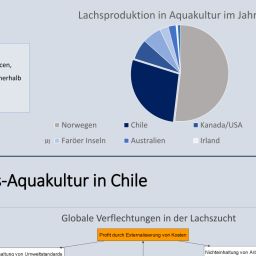 Lachsproduktion in Aquakultur im Jahr
cen,
nerhalb
Norwegen
Chile
Kanada/USA
Faröer Inseln
Australien
Irland
s-Aquakultur in Chile
Globale Verflechtungen in der Lachszucht
Profit durch Externalisierung von Kosten
haltung von Umweltstandards
Nichteinhaltung von Ar